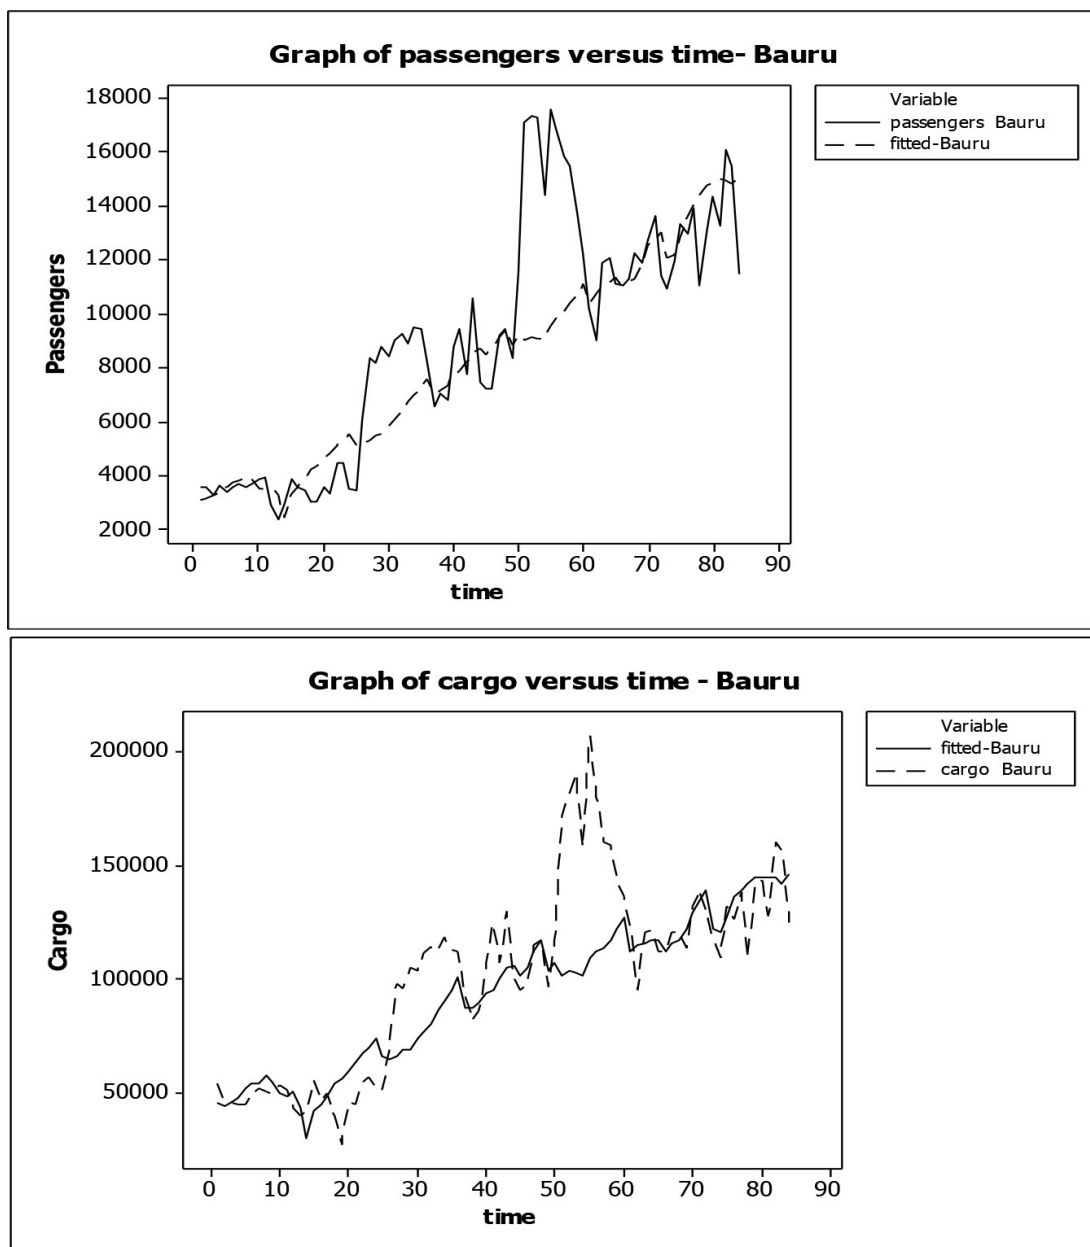 Graph of passengers versus time- Bauru
18000
16000
14000
12000
10000
8000
6000
4000
2000
Passengers
0 10 20 30 40 50 60 70 80 90
time
Variable
passengers Bauru
fitted-Bauru
Graph of cargo versus time - Bauru
200000
150000
100000
50000
Cargo
0 10 20 30 40 50 60 70 80 90
time
Variable
fitted-Bauru
cargo Bauru